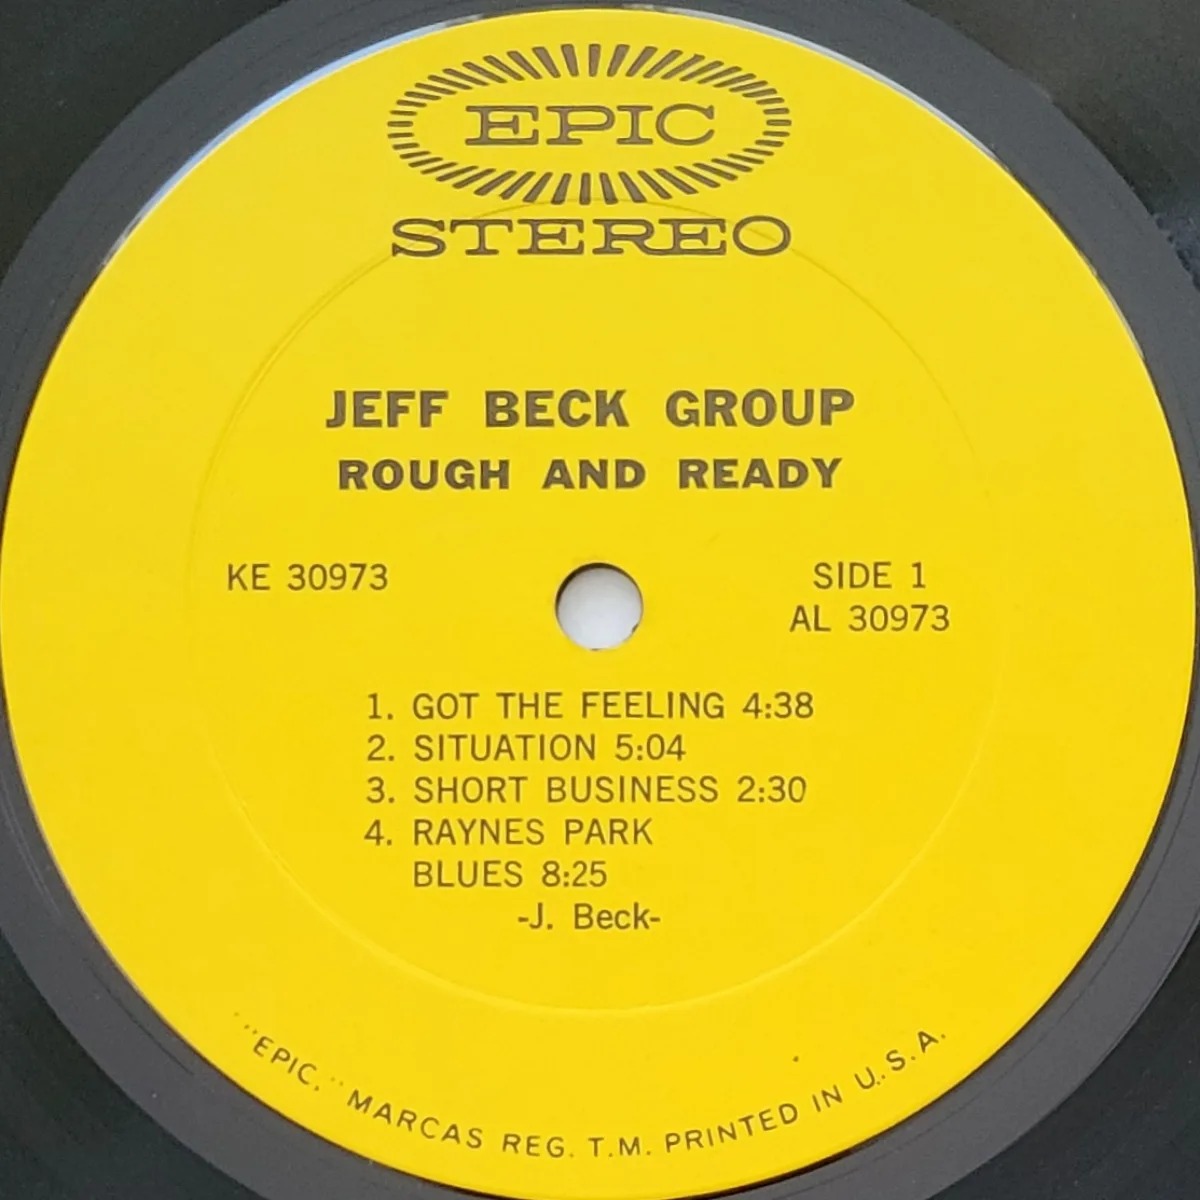 EPIC
STEREO
JEFF BECK GROUP
ROUGH AND READY
KE 30973
SIDE 1
AL 30973
1. GOT THE FEELING 4:38
2. SITUATION 5:04
3. SHORT BUSINESS 2:30
4. RAYNES PARK
BLUES 8:25
-J. Beck-
"EPIC," MARCAS REG. T.M. PRINTED IN U.S.A.